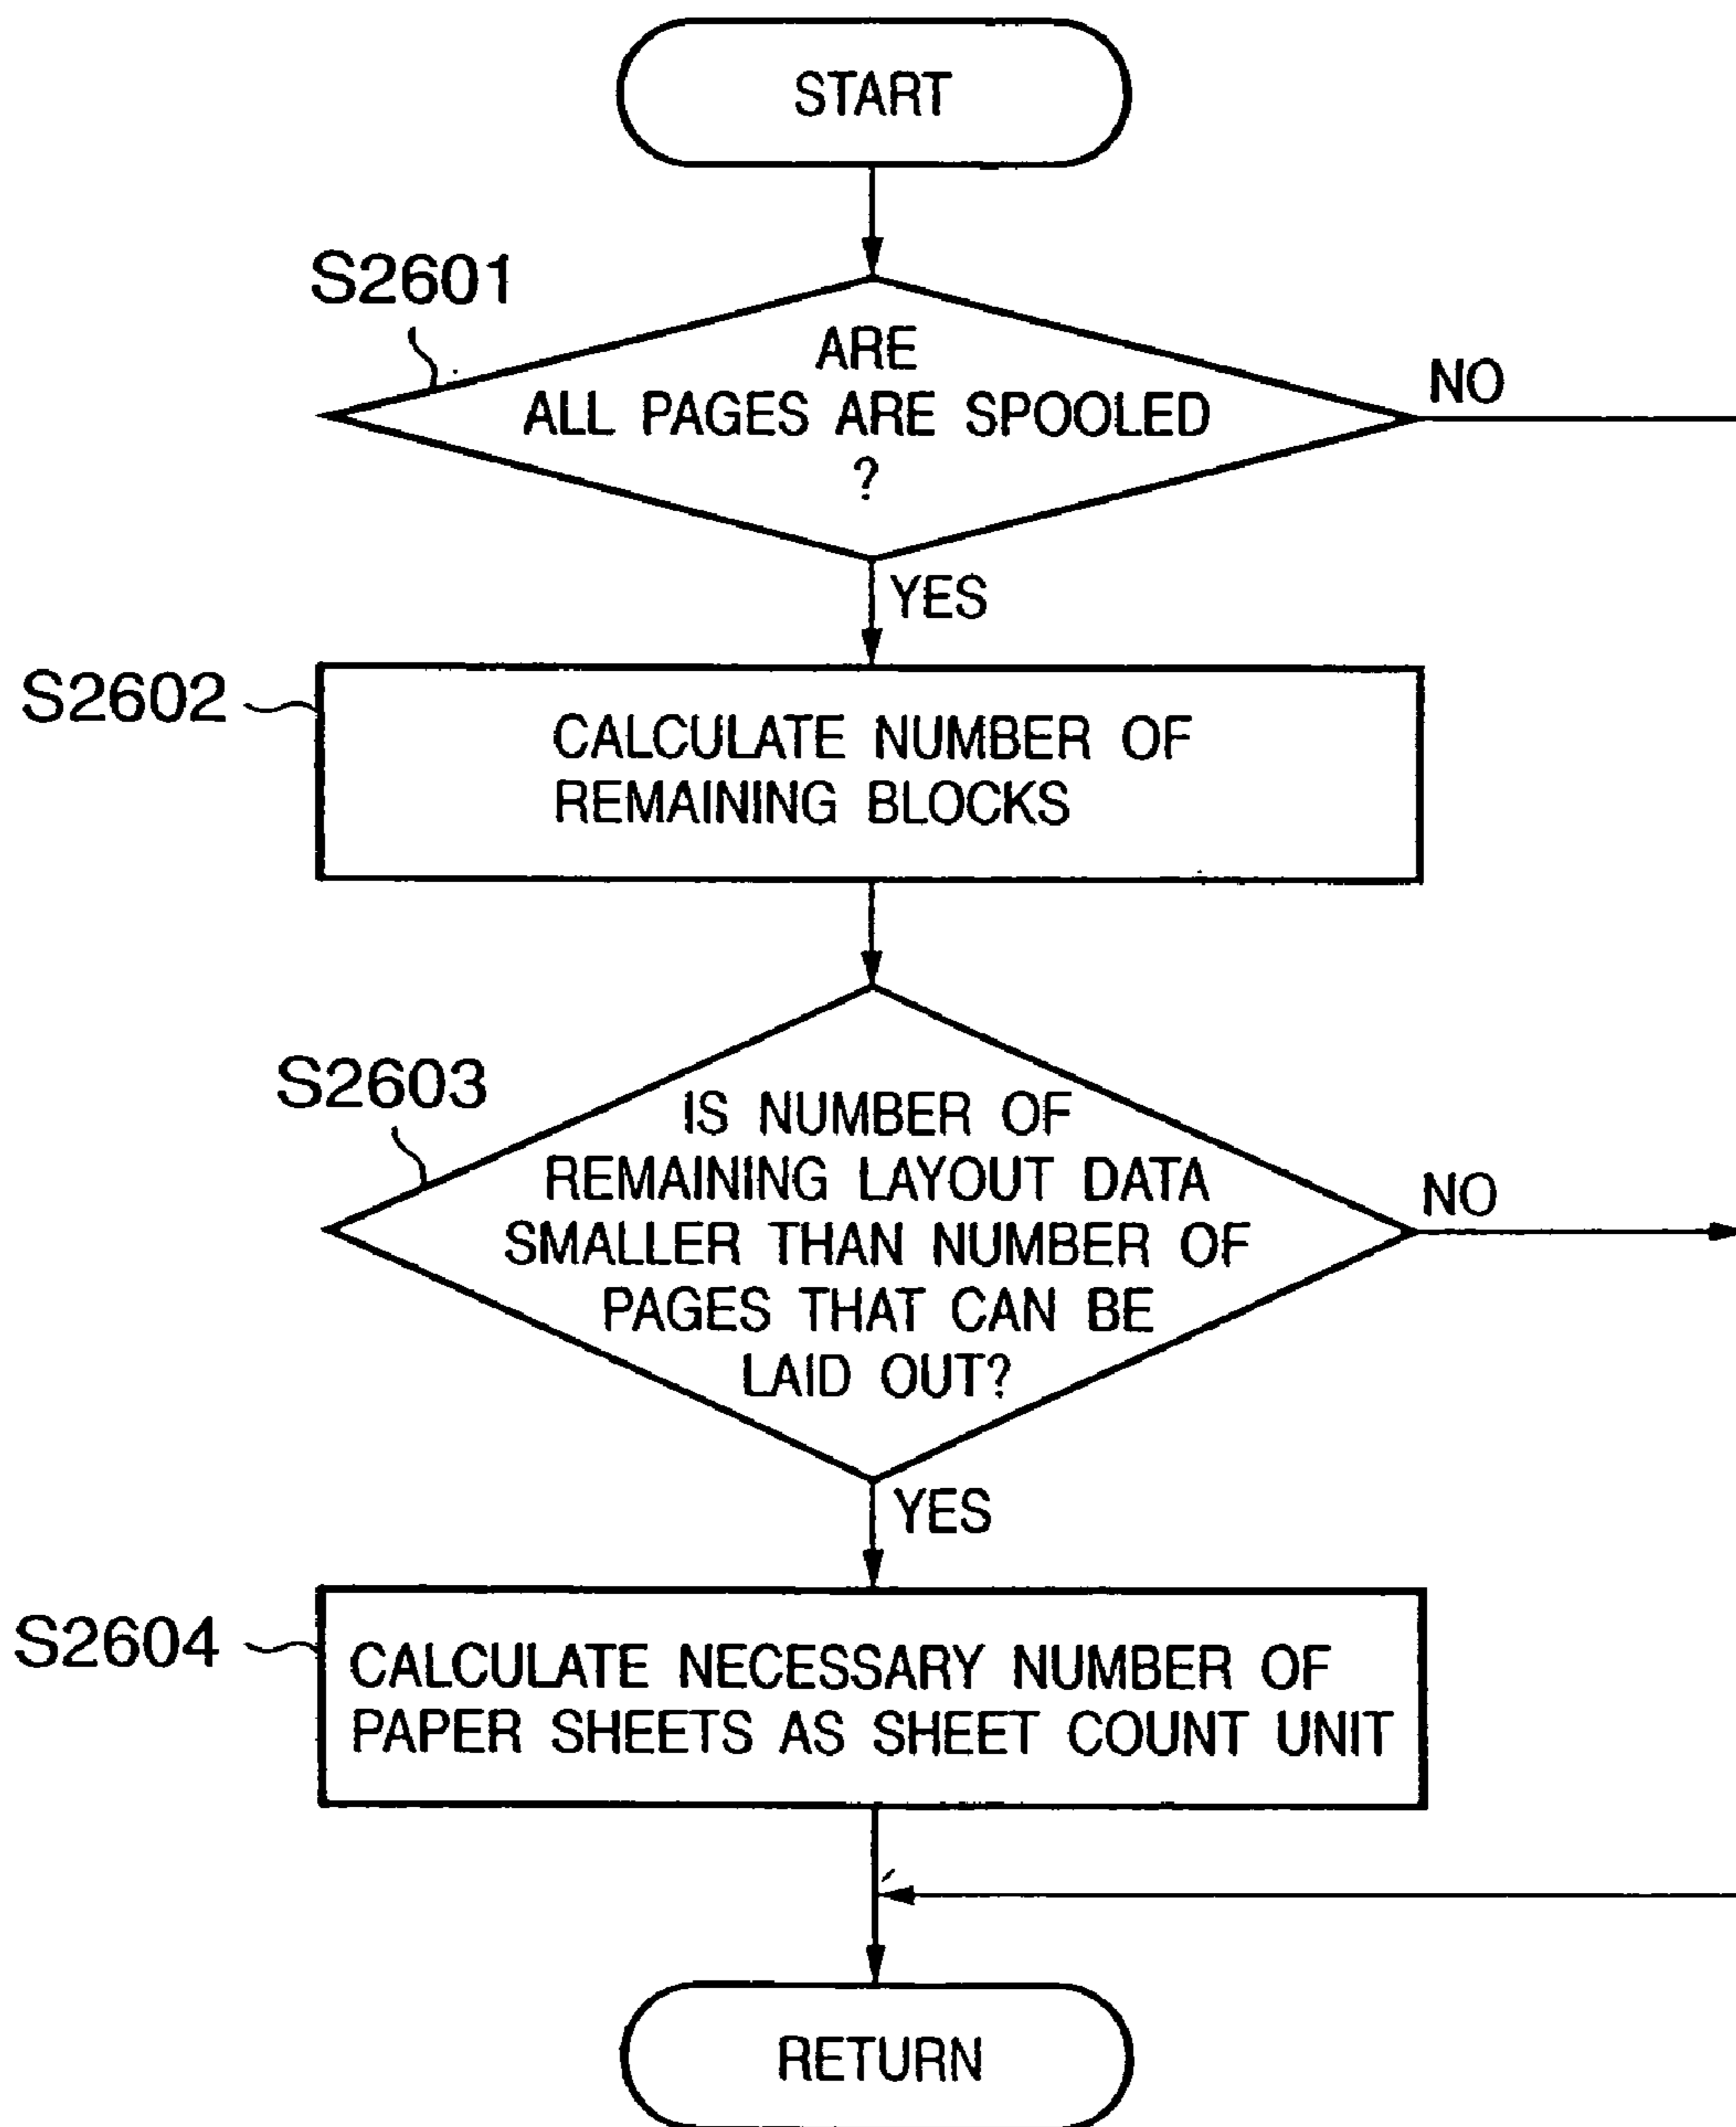 START
S2601
ARE
ALL PAGES ARE SPOOLED
?
NO
YES
S2602
CALCULATE NUMBER OF
REMAINING BLOCKS
S2603
IS NUMBER OF
REMAINING LAYOUT DATA
SMALLER THAN NUMBER OF
PAGES THAT CAN BE
LAID OUT?
NO
YES
S2604
CALCULATE NECESSARY NUMBER OF
PAPER SHEETS AS SHEET COUNT UNIT
RETURN